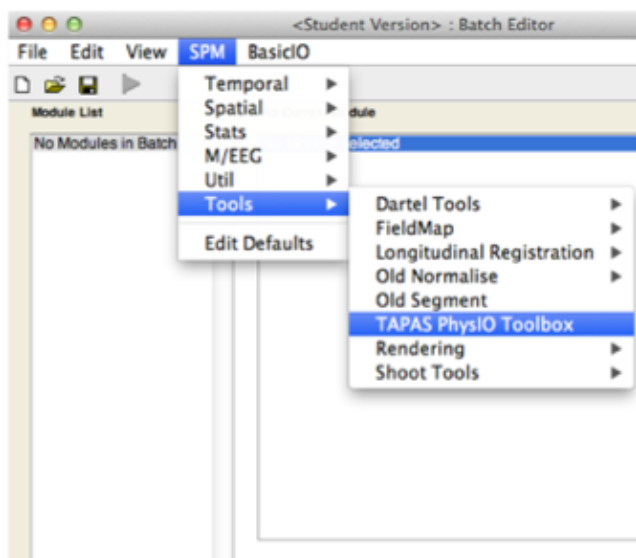 <Student Version> : Batch Editor
File Edit View SPM BasicIO
Module List
dule
No Modules in Batch
elected
Temporal
Spatial
Stats
M/EEG
Util
Tools
Edit Defaults
Dartel Tools
FieldMap
Longitudinal Registration
Old Normalise
Old Segment
TAPAS PhysIO Toolbox
Rendering
Shoot Tools